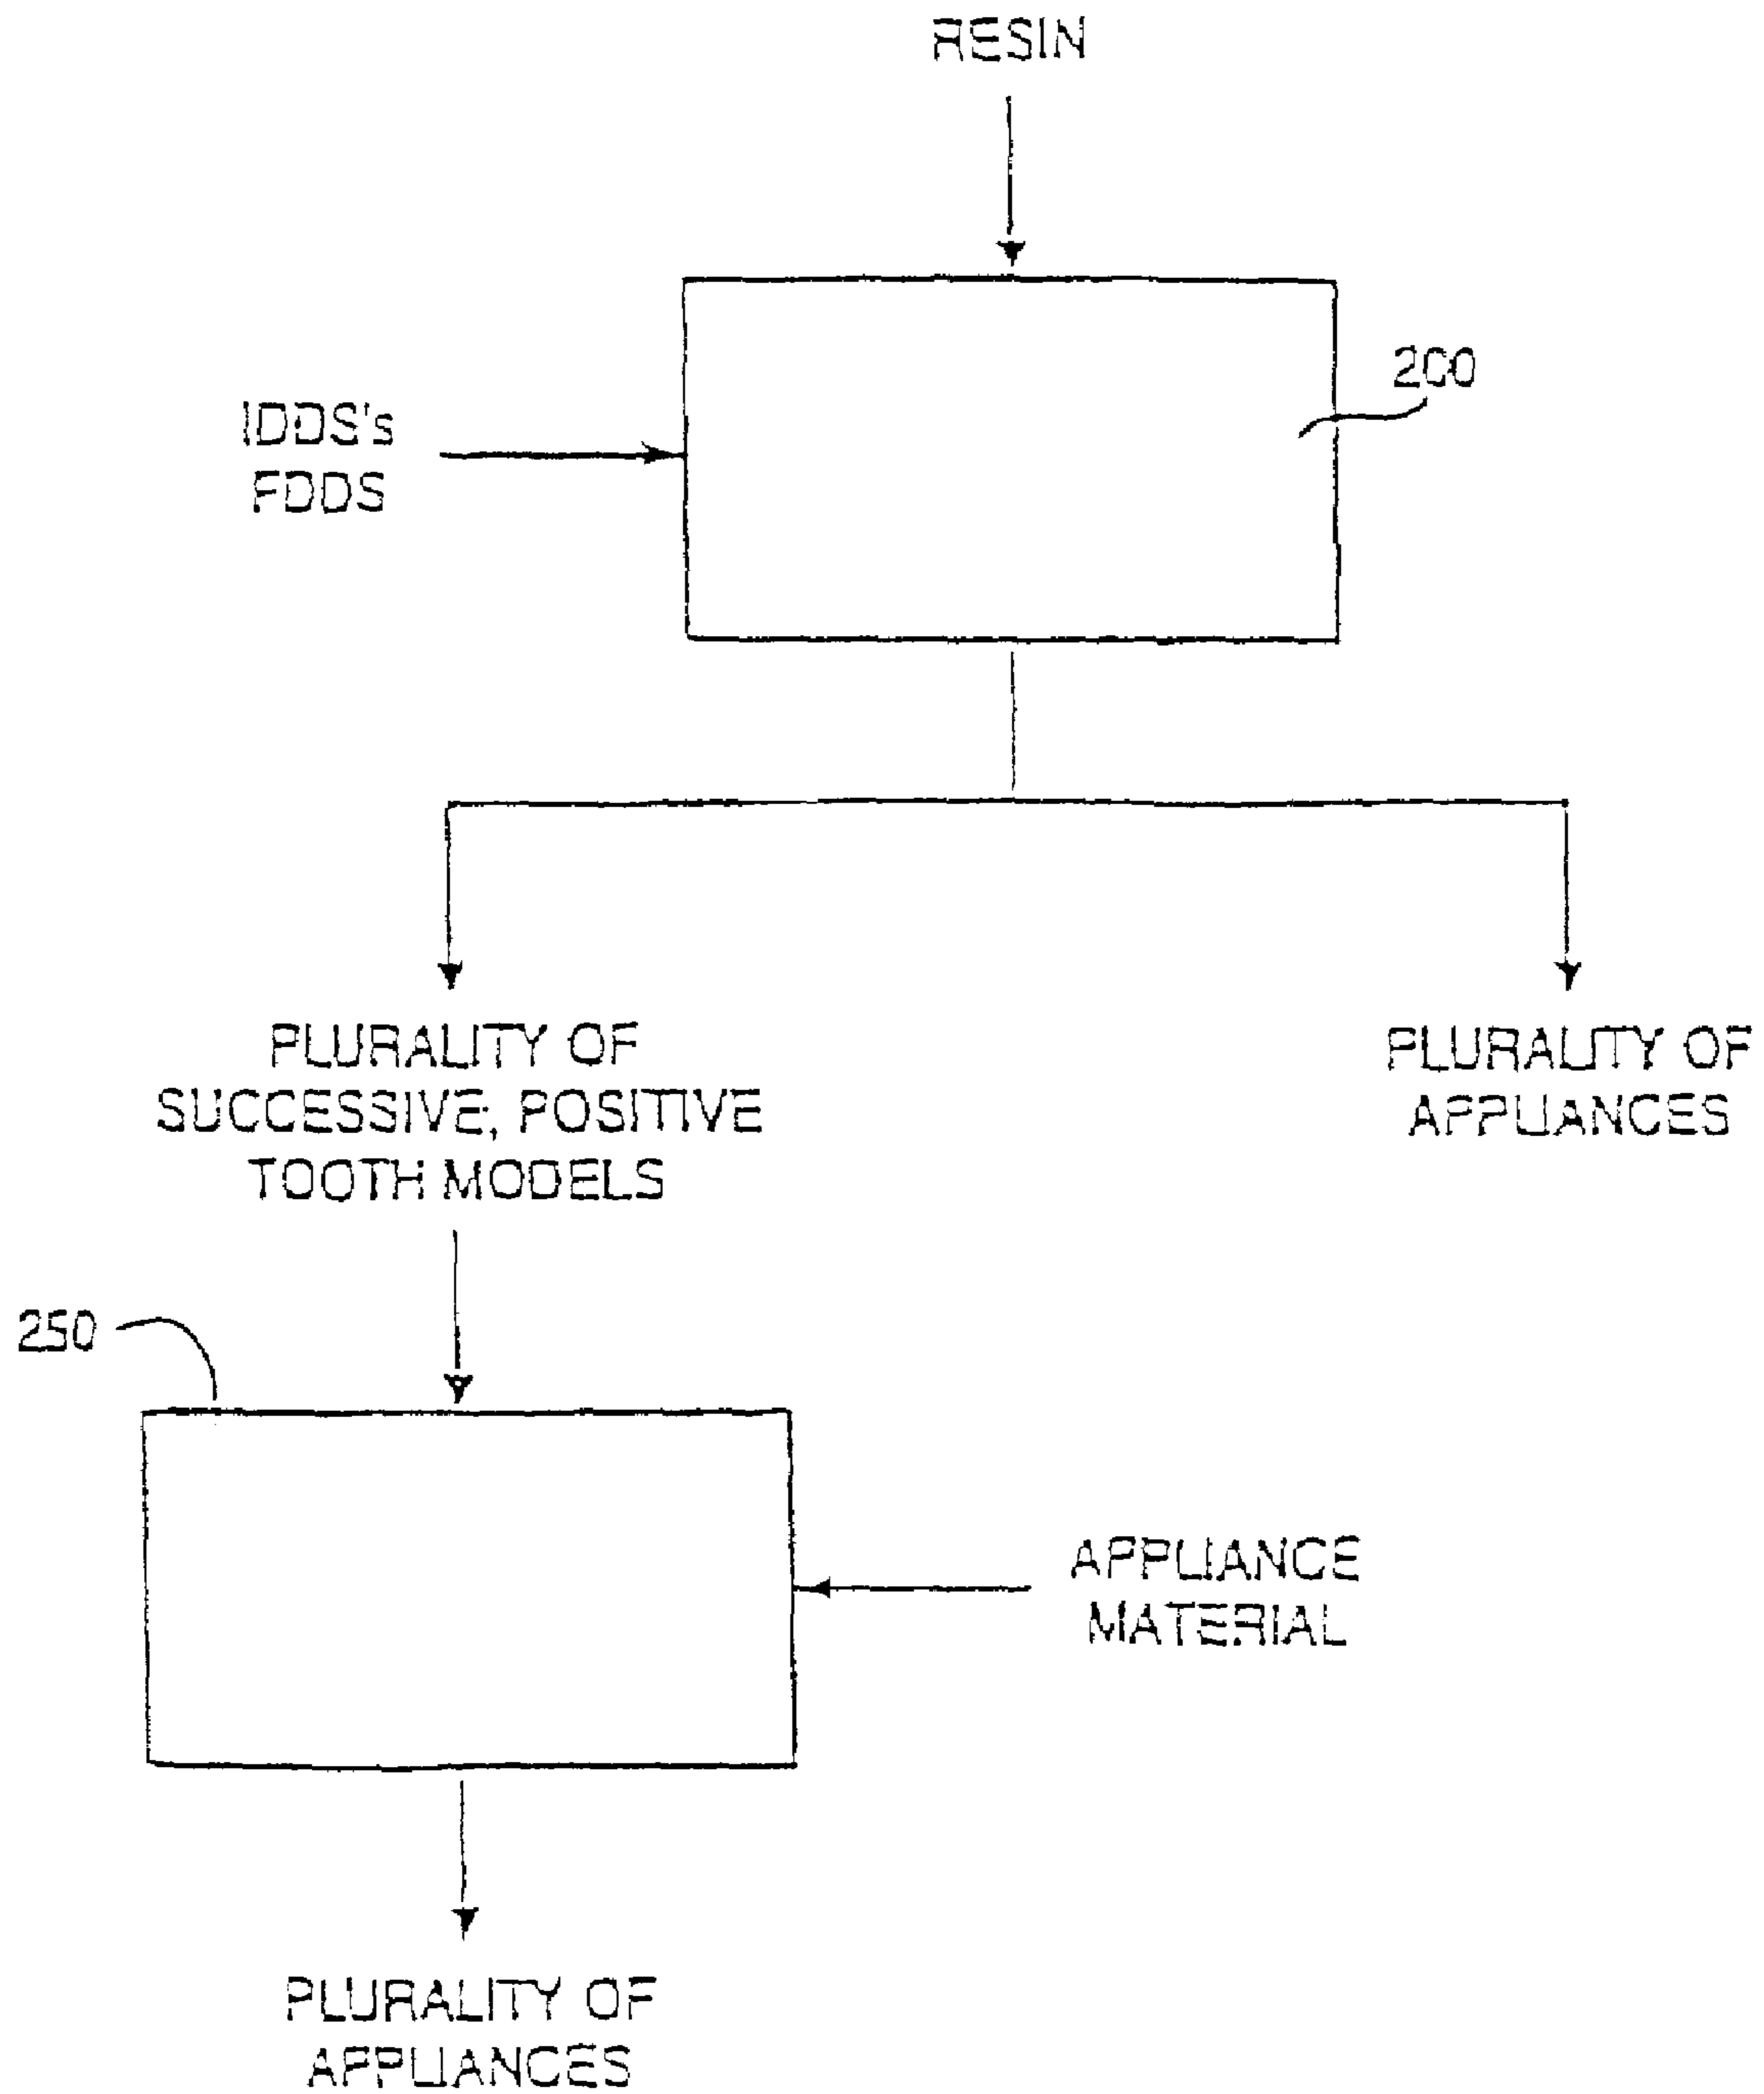 RESIN
200
IDDS's
FDDS
PLURALITY OF
SUCCESSIVE, POSITIVE
TOOTH MODELS
PLURALITY OF
APPLIANCES
250
APPLIANCE
MATERIAL
PLURALITY OF
APPLIANCES